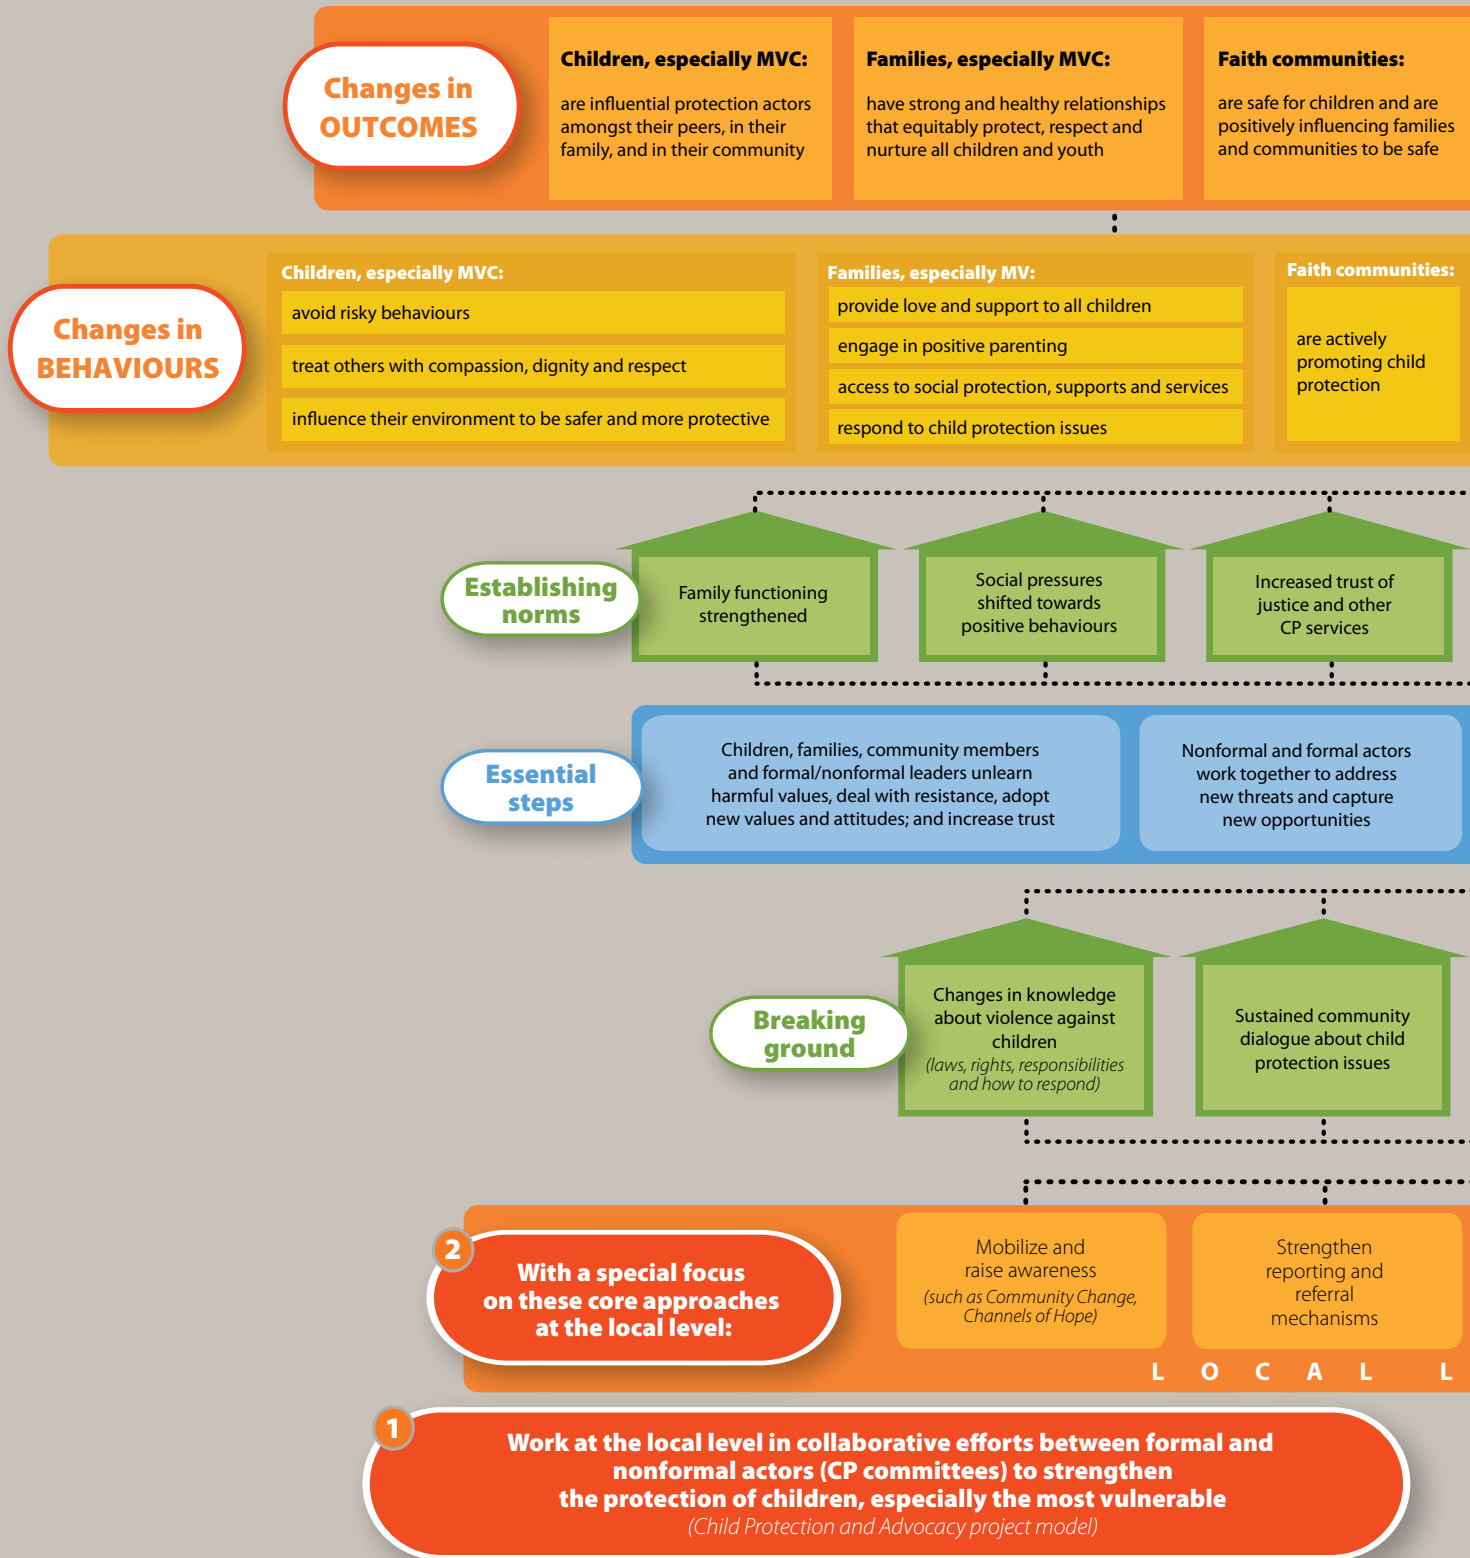 Changes in
OUTCOMES
Children, especially MVC:
are influential protection actors
amongst their peers, in their
family, and in their community
Families, especially MVC:
have strong and healthy relationships
that equitably protect, respect and
nurture all children and youth
Faith communities:
are safe for children and are
positively influencing families
and communities to be safe
Changes in
BEHAVIOURS
Children, especially MVC:
avoid risky behaviours
treat others with compassion, dignity and respect
influence their environment to be safer and more protective
Families, especially MV:
provide love and support to all children
engage in positive parenting
access to social protection, supports and services
respond to child protection issues
Faith communities:
are actively
promoting child
protection
Establishing
norms
Family functioning
strengthened
Social pressures
shifted towards
positive behaviours
Increased trust of
justice and other
CP services
Essential
steps
Children, families, community members
and formal/nonformal leaders unlearn
harmful values, deal with resistance, adopt
new values and attitudes; and increase trust
Nonformal and formal actors
work together to address
new threats and capture
new opportunities
Breaking
ground
Changes in knowledge
about violence against
children
(laws, rights, responsibilities
and how to respond)
Sustained community
dialogue about child
protection issues
2
With a special focus
on these core approaches
at the local level:
Mobilize and
raise awareness
(such as Community Change,
Channels of Hope)
Strengthen
reporting and
referral
mechanisms
L O C A L L
1
Work at the local level in collaborative efforts between formal and
nonformal actors (CP committees) to strengthen
the protection of children, especially the most vulnerable
(Child Protection and Advocacy project model)